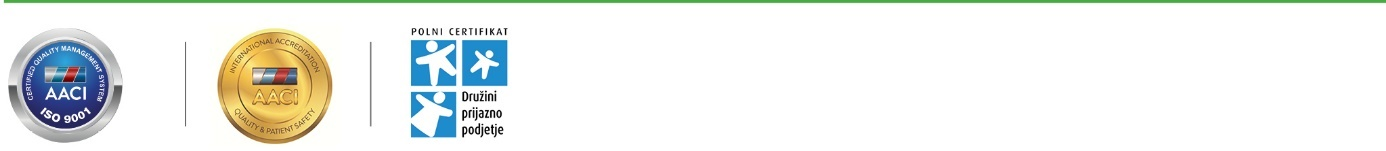 CERTIFIED QUALITY MANAGEMENT SYSTEM
AACI
ISO 9001
INTERNATIONAL ACCREDITATION
AACI
QUALITY & PATIENT SAFETY
POLNI CERTIFIKAT
Družini
prijazno
podjetje